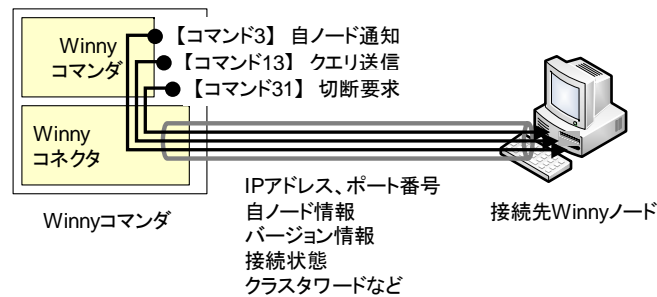 Winny
コマンダ
【コマンド3】 自ノード通知
【コマンド13】 クエリ送信
【コマンド31】 切断要求
Winny
コネクタ
Winnyコマンダ
IPアドレス、ポート番号
自ノード情報
バージョン情報
接続状態
クラスタワードなど
接続先Winnyノード